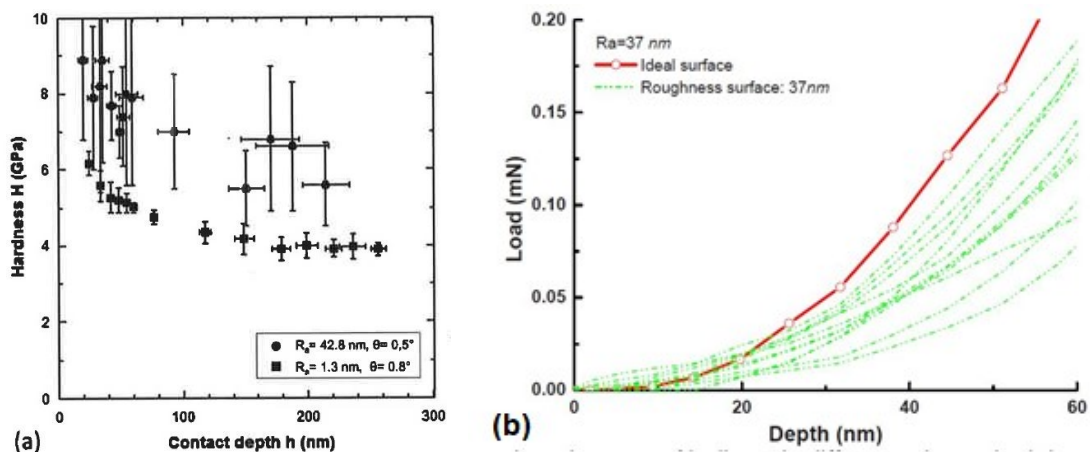 10
8
6
4
2
0
0
100
200
300
Hardness H (GPa)
Contact depth h (nm)
Rₐ= 42.8 nm, θ= 0,5°
Rₐ= 1.3 nm, θ= 0.8°
(a)
0.20
0.15
0.10
0.05
0.00
0
20
40
60
Load (mN)
Depth (nm)
Ra=37 nm
Ideal surface
Roughness surface: 37nm
(b)